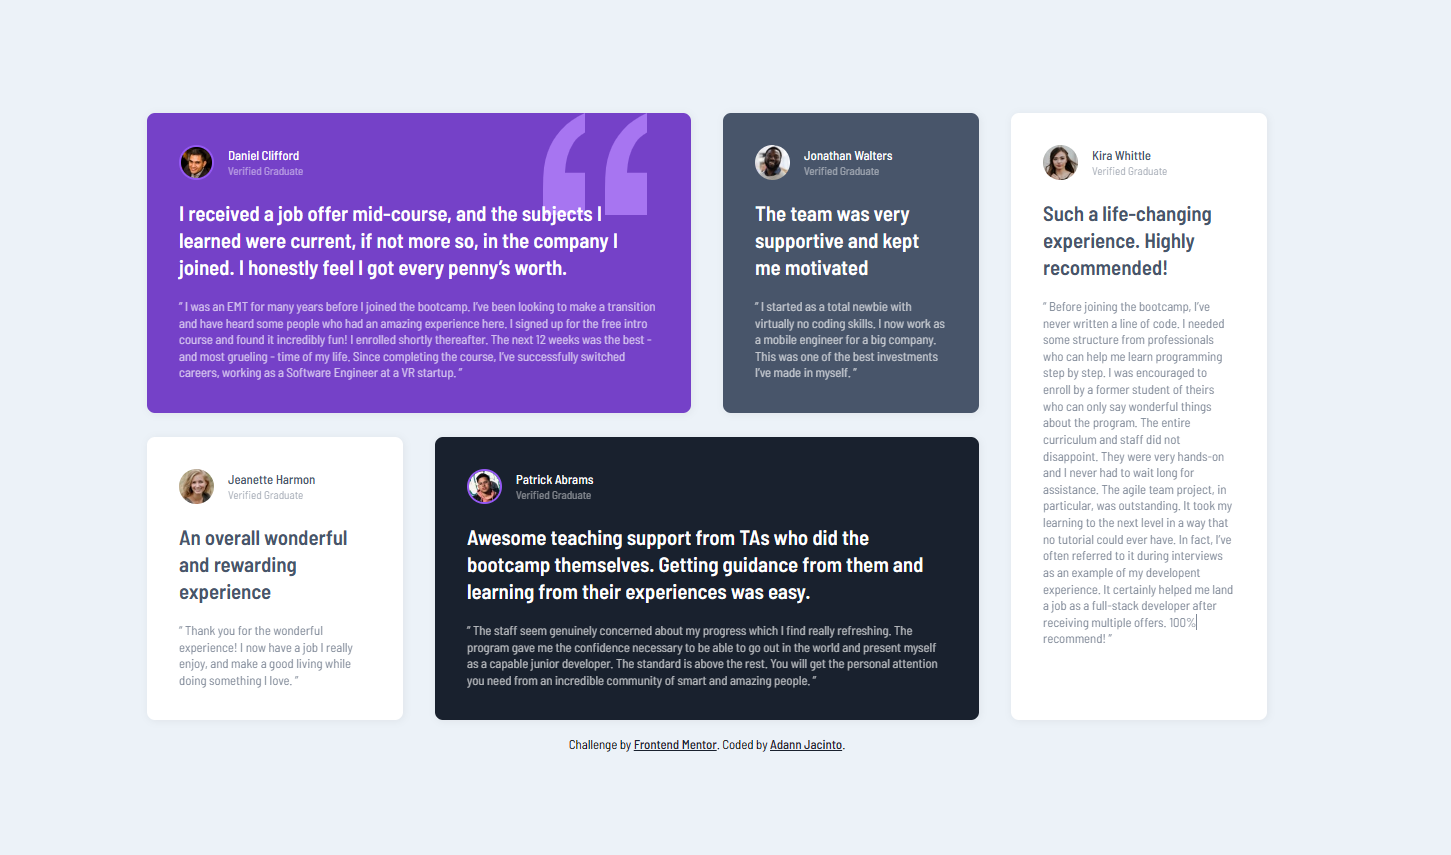 Daniel Clifford
Verified Graduate
I received a job offer mid-course, and the subjects I
learned were current, if not more so, in the company I
joined. I honestly feel I got every penny’s worth.
“ I was an EMT for many years before I joined the bootcamp. I’ve been looking to make a transition
and have heard some people who had an amazing experience here. I signed up for the free intro
course and found it incredibly fun! I enrolled shortly thereafter. The next 12 weeks was the best -
and most grueling - time of my life. Since completing the course, I’ve successfully switched
careers, working as a Software Engineer at a VR startup. ”
Jonathan Walters
Verified Graduate
The team was very
supportive and kept
me motivated
“ I started as a total newbie with
virtually no coding skills. I now work as
a mobile engineer for a big company.
This was one of the best investments
I’ve made in myself. ”
Kira Whittle
Verified Graduate
Such a life-changing
experience. Highly
recommended!
“ Before joining the bootcamp, I’ve
never written a line of code. I needed
some structure from professionals
who can help me learn programming
step by step. I was encouraged to
enroll by a former student of theirs
who can only say wonderful things
about the program. The entire
curriculum and staff did not
disappoint. They were very hands-on
and I never had to wait long for
assistance. The agile team project, in
particular, was outstanding. It took my
learning to the next level in a way that
no tutorial could ever have. In fact, I’ve
often referred to it during interviews
as an example of my developent
experience. It certainly helped me land
a job as a full-stack developer after
receiving multiple offers. 100%
recommend! ”
Jeanette Harmon
Verified Graduate
An overall wonderful
and rewarding
experience
“ Thank you for the wonderful
experience! I now have a job I really
enjoy, and make a good living while
doing something I love. ”
Patrick Abrams
Verified Graduate
Awesome teaching support from TAs who did the
bootcamp themselves. Getting guidance from them and
learning from their experiences was easy.
“ The staff seem genuinely concerned about my progress which I find really refreshing. The
program gave me the confidence necessary to be able to go out in the world and present myself
as a capable junior developer. The standard is above the rest. You will get the personal attention
you need from an incredible community of smart and amazing people. ”
Challenge by Frontend Mentor. Coded by Adann Jacinto.